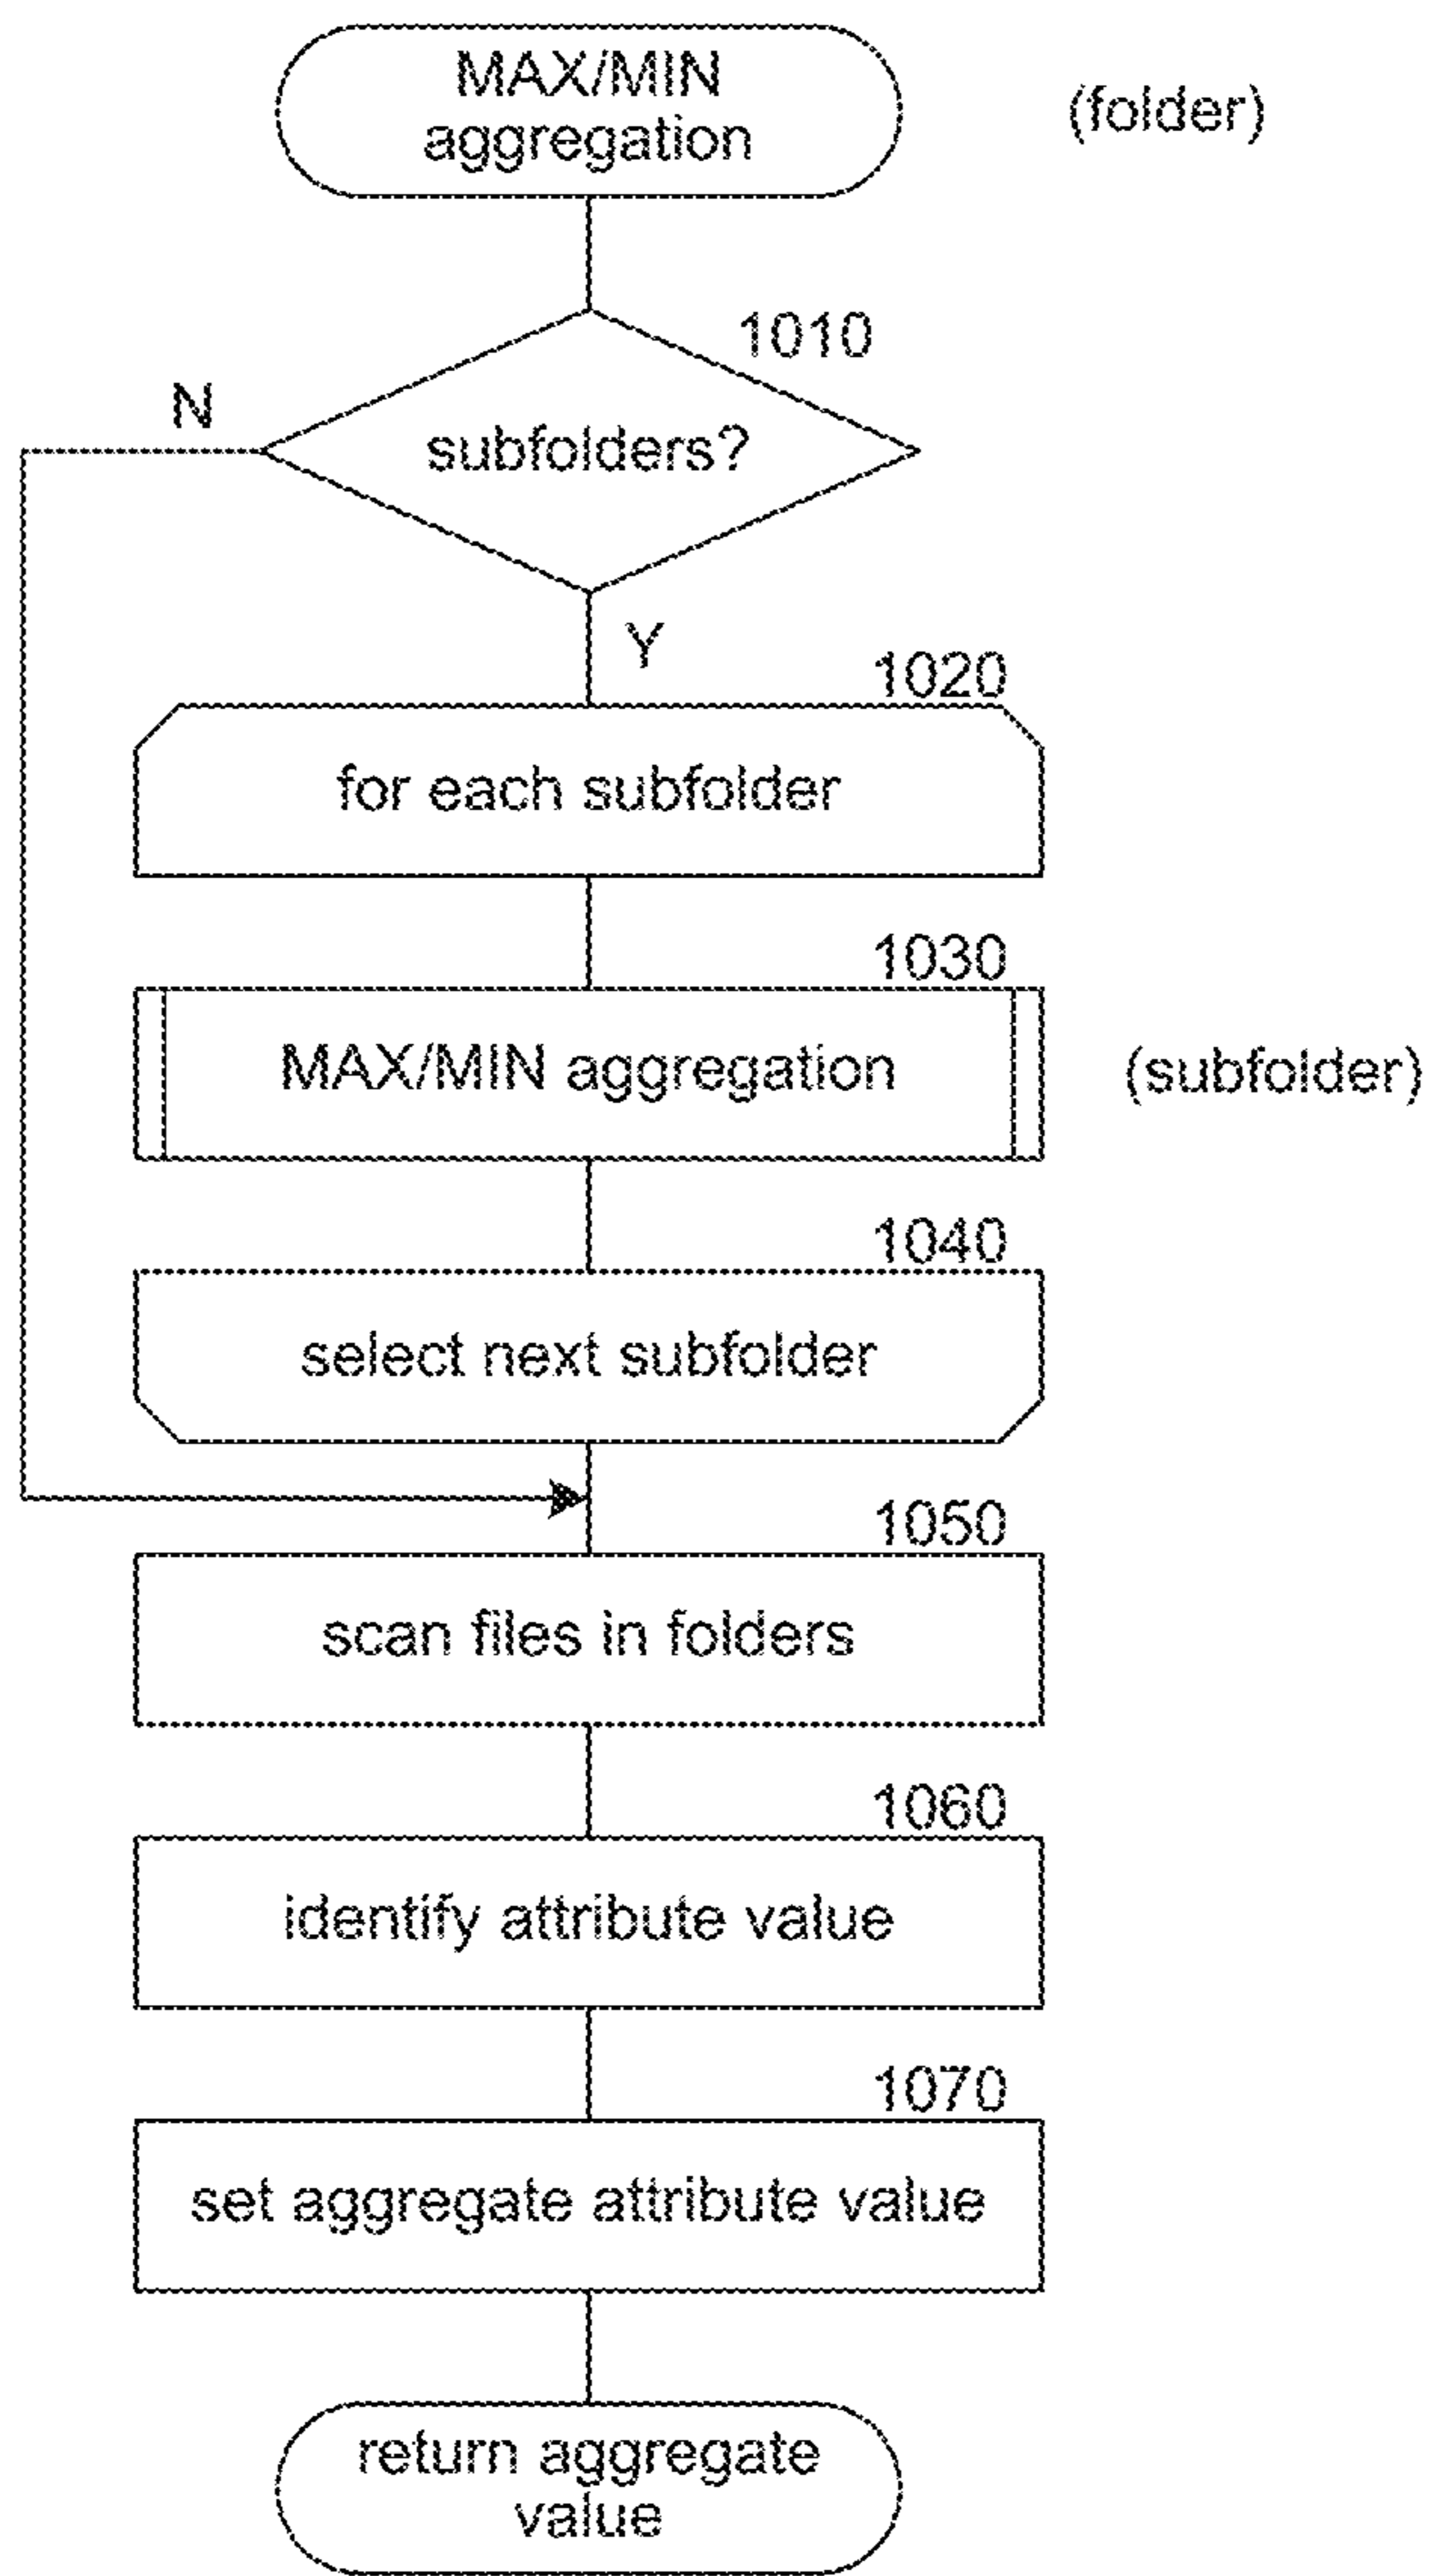 MAX/MIN
aggregation
(folder)
1010
N
subfolders?
Y
1020
for each subfolder
1030
MAX/MIN aggregation
(subfolder)
1040
select next subfolder
1050
scan files in folders
1060
identify attribute value
1070
set aggregate attribute value
return aggregate
value